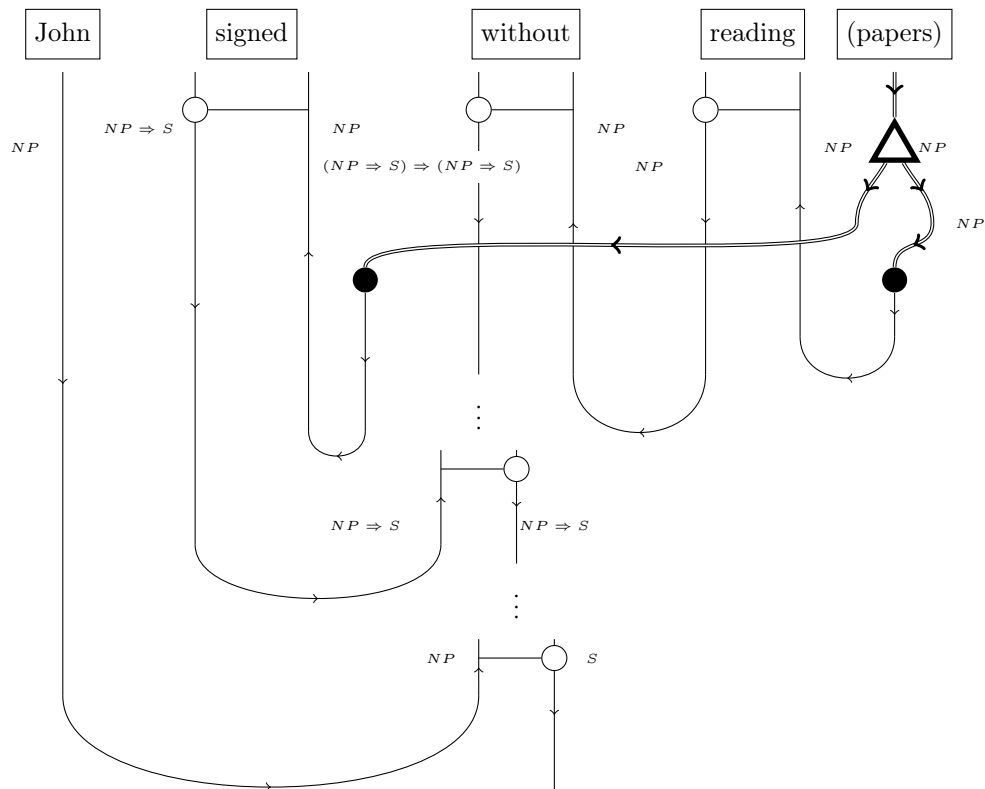 John signed without reading (papers)
NP ⇒ S NP NP
NP NP NP
(NP ⇒ S) ⇒ (NP ⇒ S) NP
NP
⋮
NP ⇒ S NP ⇒ S
⋮
NP S